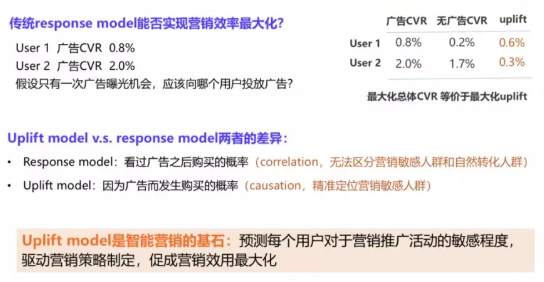 传统response model能否实现营销效率最大化?
User 1 广告CVR 0.8%
User 2 广告CVR 2.0%
假设只有一次广告曝光机会，应该向哪个用户投放广告?
广告CVR 无广告CVR uplift
User 1 0.8% 0.2% 0.6%
User 2 2.0% 1.7% 0.3%
最大化总体CVR 等价于最大化uplift
Uplift model v.s. response model两者的差异：
• Response model：看过广告之后购买的概率（correlation，无法区分营销敏感人群和自然转化人群）
• Uplift model：因为广告而发生购买的概率（causation，精准定位营销敏感人群）
Uplift model是智能营销的基石：预测每个用户对于营销推广活动的敏感程度，
驱动营销策略制定，促成营销效用最大化